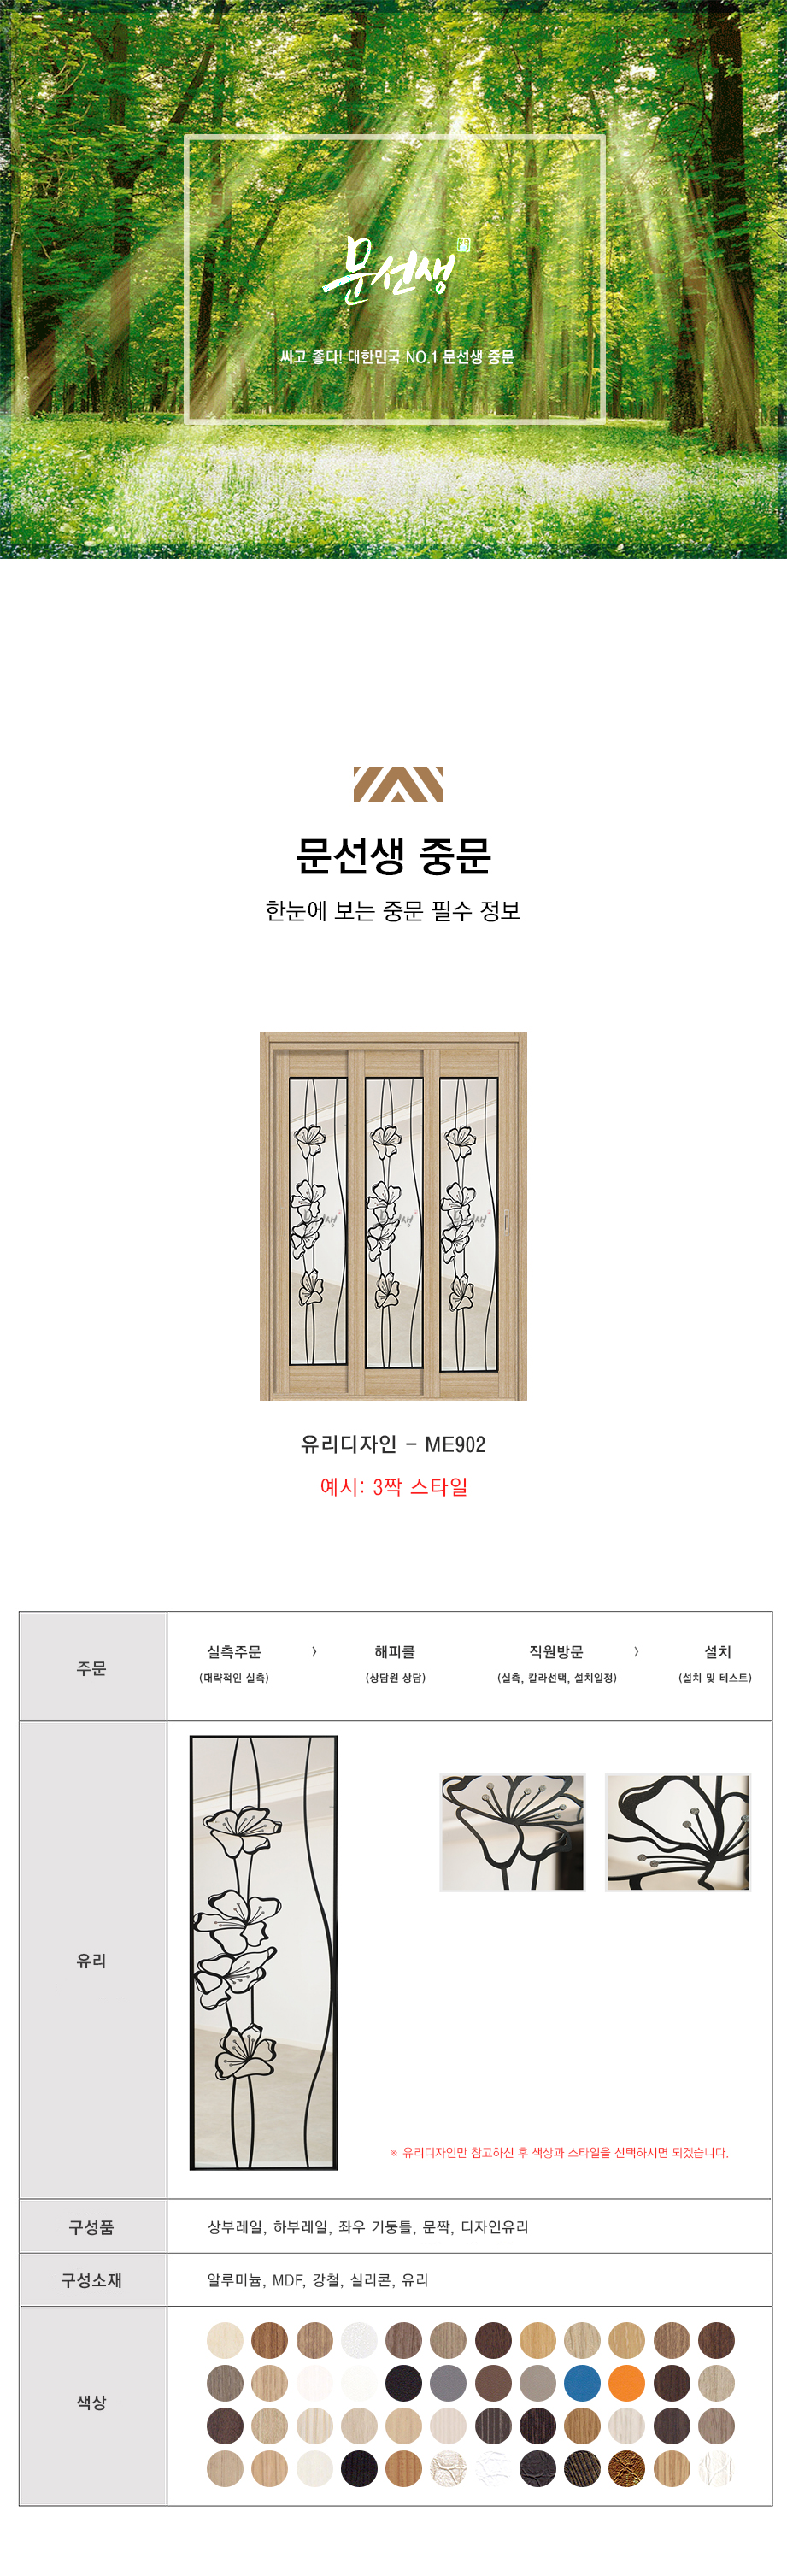 문선생
싸고 좋다! 대한민국 NO.1 문선생 중문
문선생 중문
한눈에 보는 중문 필수 정보
유리디자인 - ME902
예시: 3짝 스타일
주문
실측주문 > 해피콜 직원방문 > 설치
(대략적인 실측) (상담원 상담) (실측, 칼라선택, 설치일정) (설치 및 테스트)
유리
※ 유리디자인만 참고하신 후 색상과 스타일을 선택하시면 되겠습니다.
구성품 상부레일, 하부레일, 좌우 기둥틀, 문짝, 디자인유리
구성소재 알루미늄, MDF, 강철, 실리콘, 유리
색상